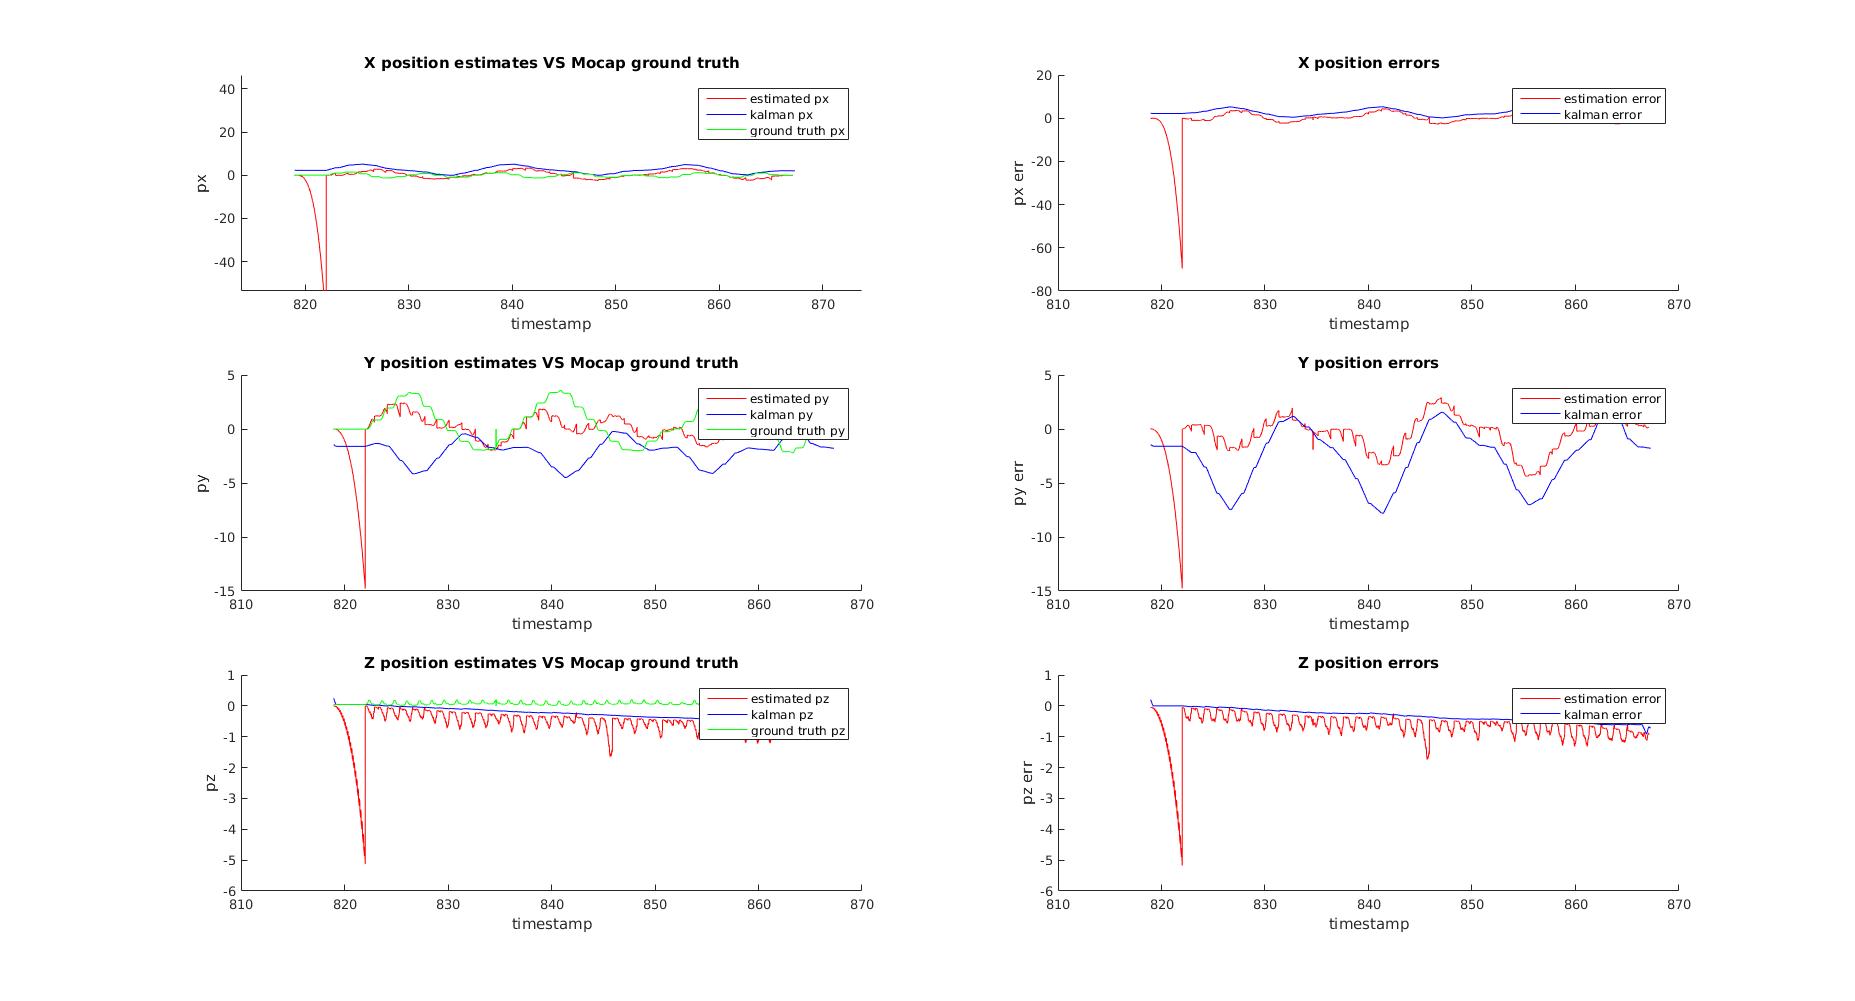 X position estimates VS Mocap ground truth
40
20
0
-20
-40
px
estimated px
kalman px
ground truth px
820
830
840
850
860
870
timestamp
X position errors
20
0
-20
-40
-60
-80
px err
estimation error
kalman error
810
820
830
840
850
860
870
timestamp
Y position estimates VS Mocap ground truth
5
0
-5
-10
-15
py
estimated py
kalman py
ground truth py
810
820
830
840
850
860
870
timestamp
Y position errors
5
0
-5
-10
-15
py err
estimation error
kalman error
810
820
830
840
850
860
870
timestamp
Z position estimates VS Mocap ground truth
1
0
-1
-2
-3
-4
-5
-6
pz
estimated pz
kalman pz
ground truth pz
810
820
830
840
850
860
870
timestamp
Z position errors
1
0
-1
-2
-3
-4
-5
-6
pz err
estimation error
kalman error
810
820
830
840
850
860
870
timestamp